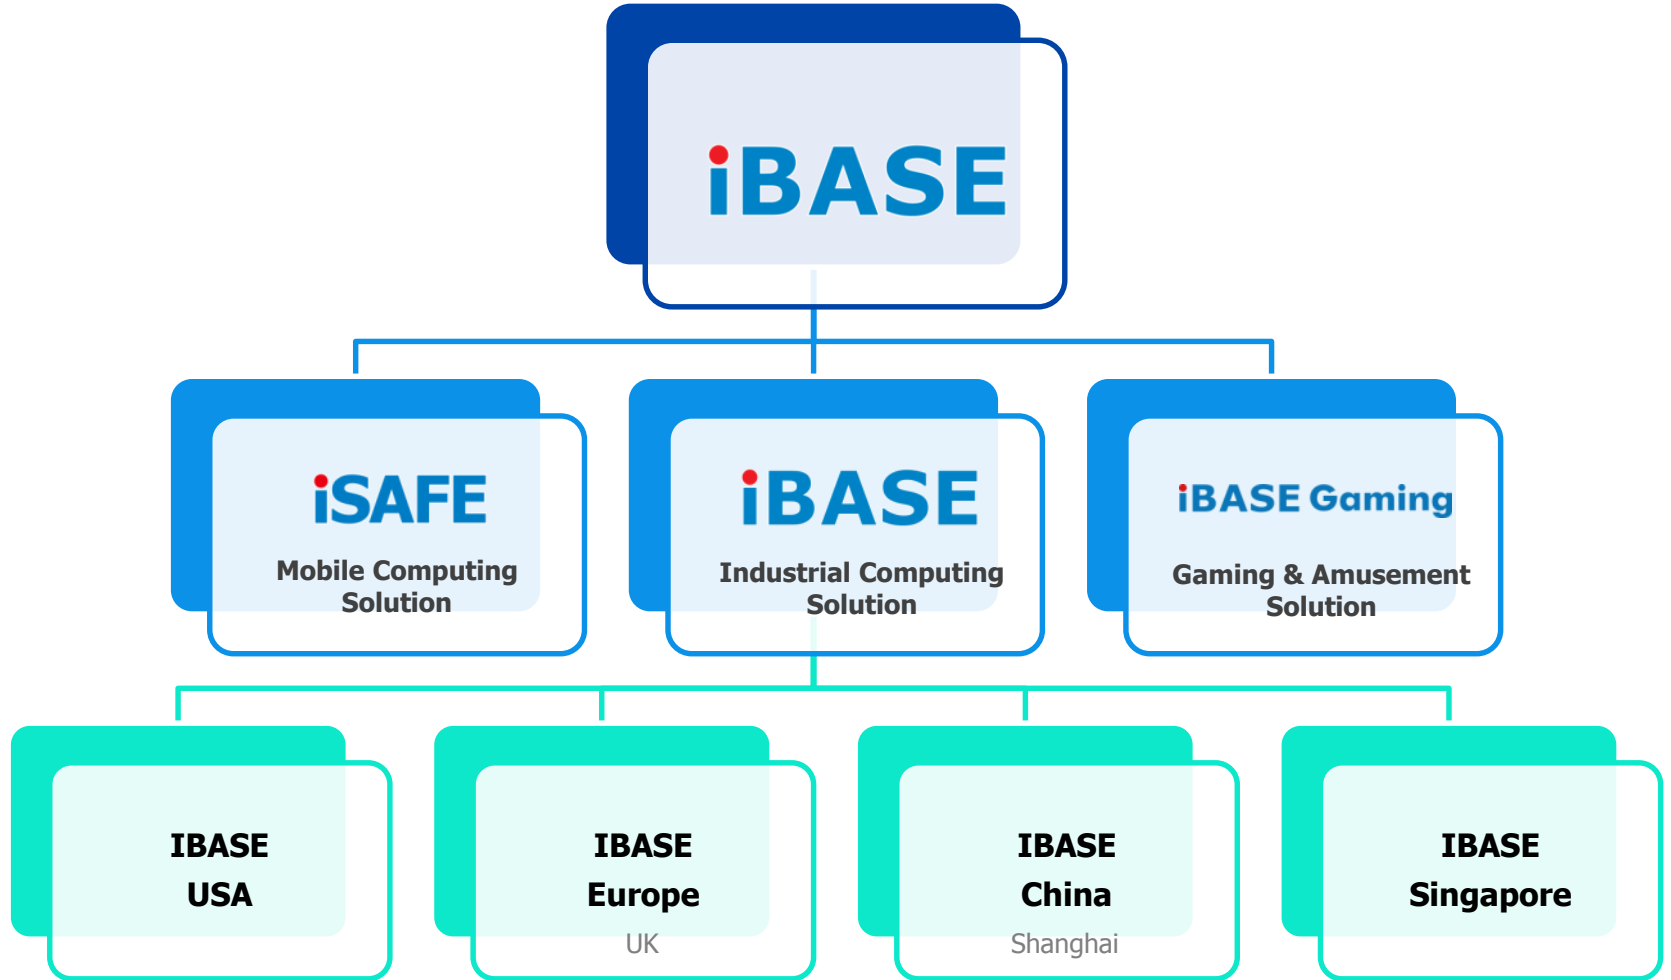 iBASE
iSAFE
Mobile Computing
Solution
iBASE
Industrial Computing
Solution
iBASE Gaming
Gaming & Amusement
Solution
IBASE
USA
IBASE
Europe
UK
IBASE
China
Shanghai
IBASE
Singapore